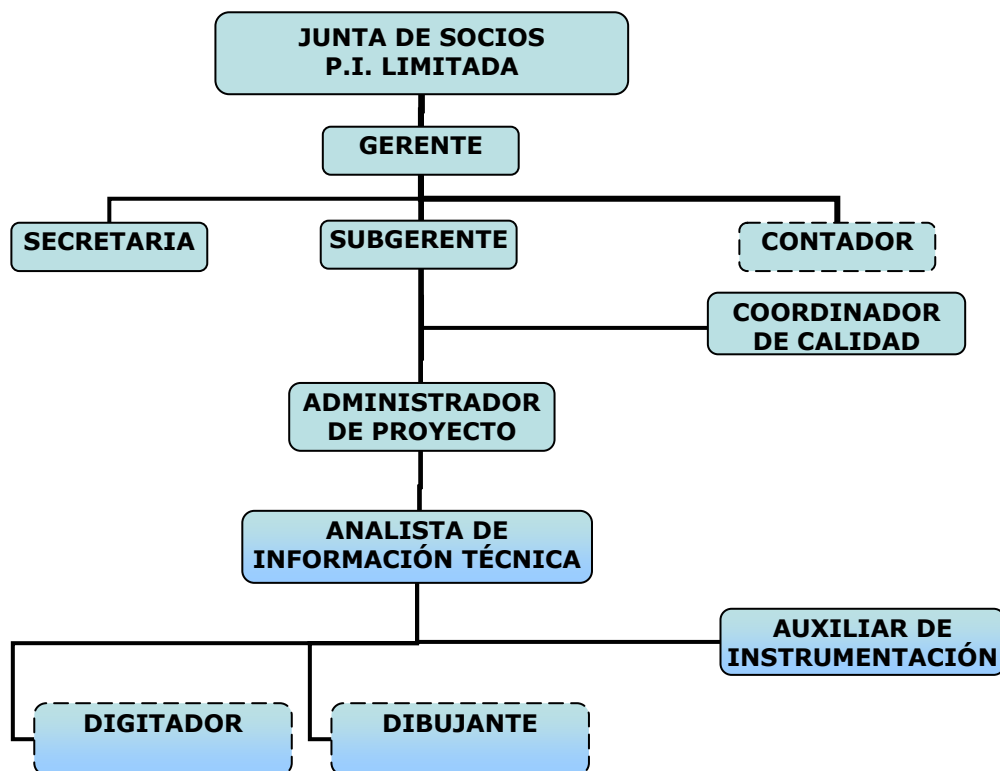 JUNTA DE SOCIOS
P.I. LIMITADA
GERENTE
SECRETARIA
SUBGERENTE
CONTADOR
COORDINADOR
DE CALIDAD
ADMINISTRADOR
DE PROYECTO
ANALISTA DE
INFORMACIÓN TÉCNICA
AUXILIAR DE
INSTRUMENTACIÓN
DIGITADOR
DIBUJANTE